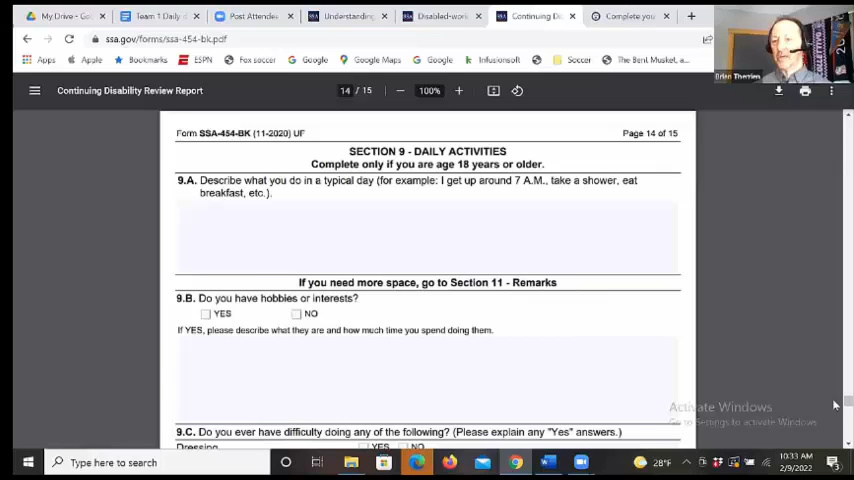 My Drive - Go
Team 1 Daily d
Post Attendee
Understanding
Disabled-work
Continuing Dis
Complete you
ssa.gov/forms/ssa-454-bk.pdf
Apps
Apple
Bookmarks
ESPN
Fox soccer
Google
Google Maps
Google
Infusionsoft
Soccer
The Bent Musket,...
Brian Therrien
Continuing Disability Review Report
14 / 15
100%
Form SSA-454-BK (11-2020) UF
Page 14 of 15
SECTION 9 - DAILY ACTIVITIES
Complete only if you are age 18 years or older.
9.A. Describe what you do in a typical day (for example: I get up around 7 A.M., take a shower, eat
breakfast, etc.).
If you need more space, go to Section 11 - Remarks
9.B. Do you have hobbies or interests?
YES NO
If YES, please describe what they are and how much time you spend doing them.
9.C. Do you ever have difficulty doing any of the following? (Please explain any "Yes" answers.)
Dressing YES NO
Activate Windows
Go to Settings to activate Windows.
Type here to search
28°F
10:33 AM
2/9/2022